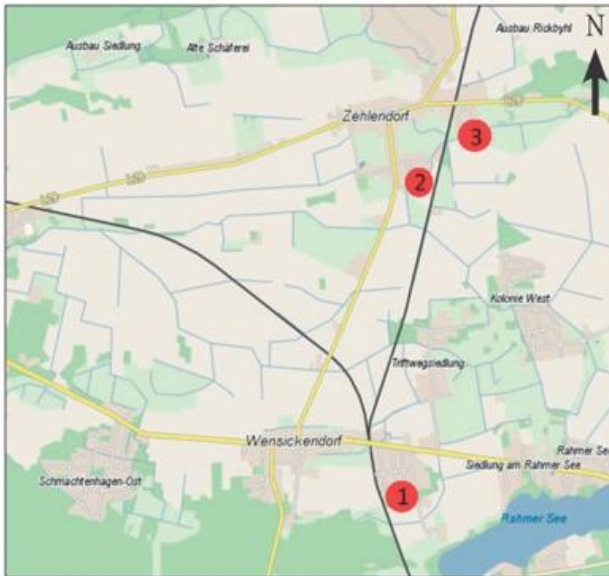 Ausbau Rickbyhl
N
Ausbau Siedlung
Alte Schäferei
Zehlendorf
3
2
Kolonie West
Triftwegsiedlung
Wensickendorf
Rahmer See
Siedlung am Rahmer See
Schmachtenhagen-Ost
1
Rahmer See